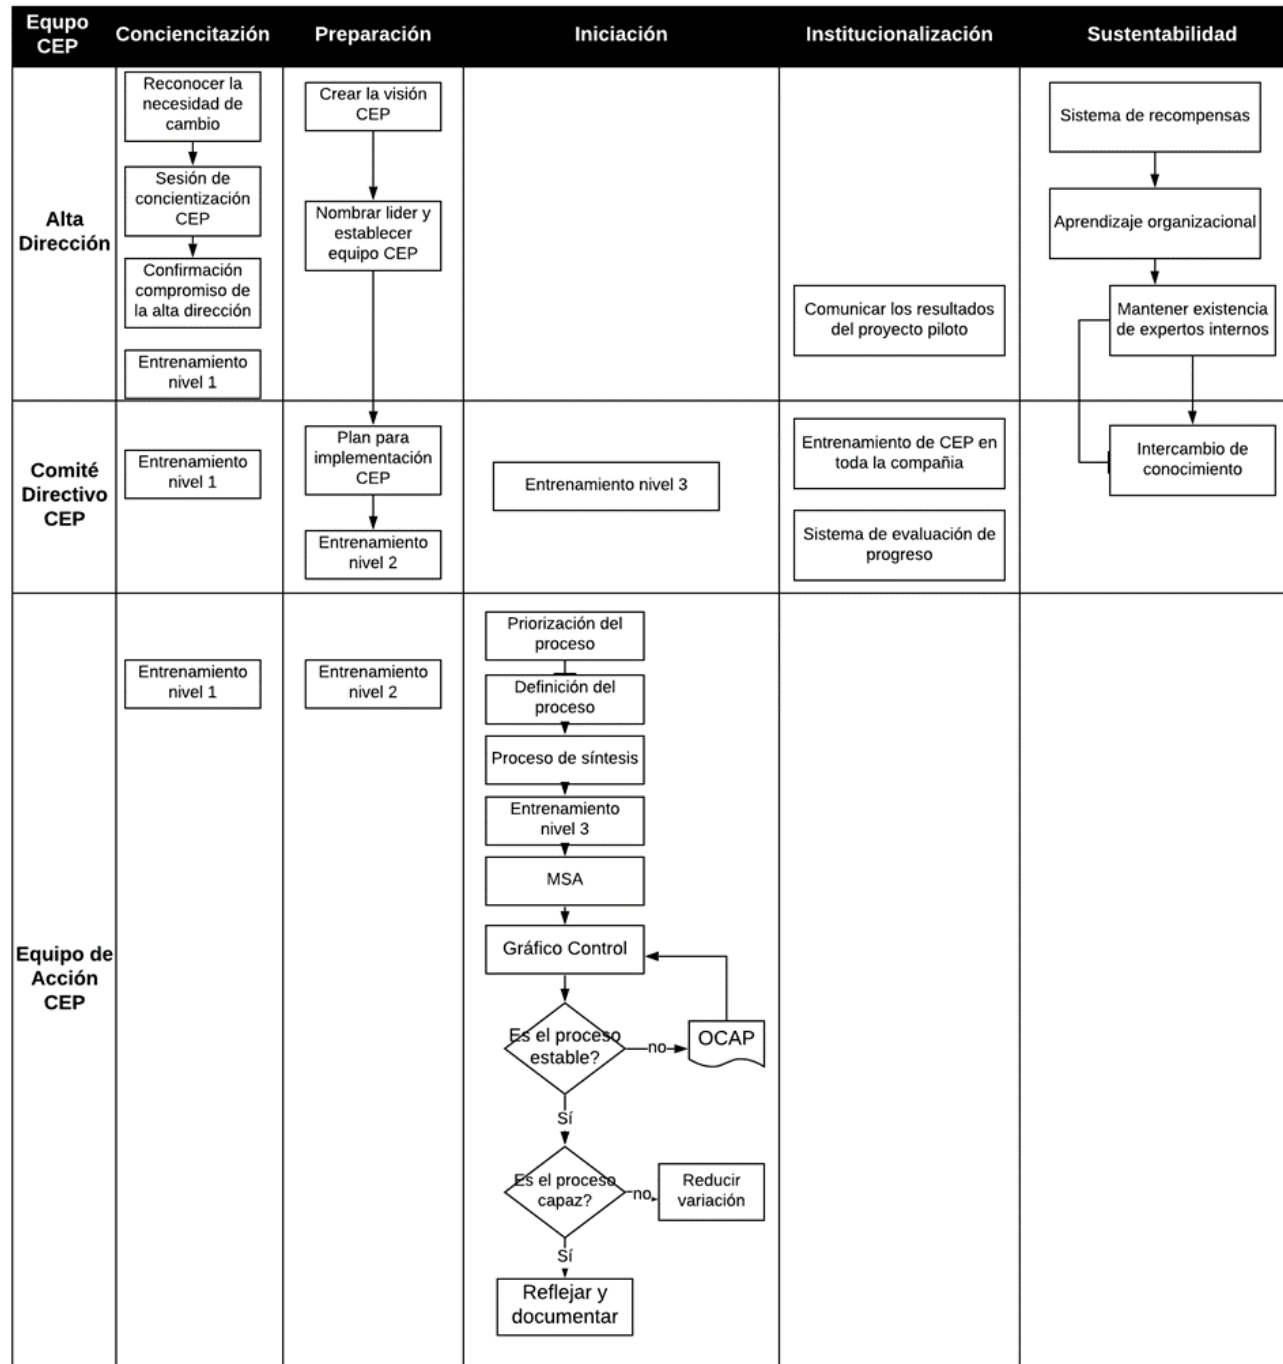 Equpo
CEP
Conciencitazión
Preparación
Iniciación
Institucionalización
Sustentabilidad
Alta
Dirección
Reconocer la
necesidad de
cambio
Sesión de
concientización
CEP
Confirmación
compromiso de
la alta dirección
Entrenamiento
nivel 1
Crear la visión
CEP
Nombrar lider y
establecer
equipo CEP
Comunicar los resultados
del proyecto piloto
Sistema de recompensas
Aprendizaje organizacional
Mantener existencia
de expertos internos
Comité
Directivo
CEP
Entrenamiento
nivel 1
Plan para
implementación
CEP
Entrenamiento
nivel 2
Entrenamiento nivel 3
Entrenamiento de CEP en
toda la compañia
Sistema de evaluación de
progreso
Intercambio de
conocimiento
Equipo de
Acción
CEP
Entrenamiento
nivel 1
Entrenamiento
nivel 2
Priorización del
proceso
Definición del
proceso
Proceso de síntesis
Entrenamiento
nivel 3
MSA
Gráfico Control
Es el proceso
estable?
no
OCAP
Sí
Es el proceso
capaz?
no
Reducir
variación
Sí
Reflejar y
documentar